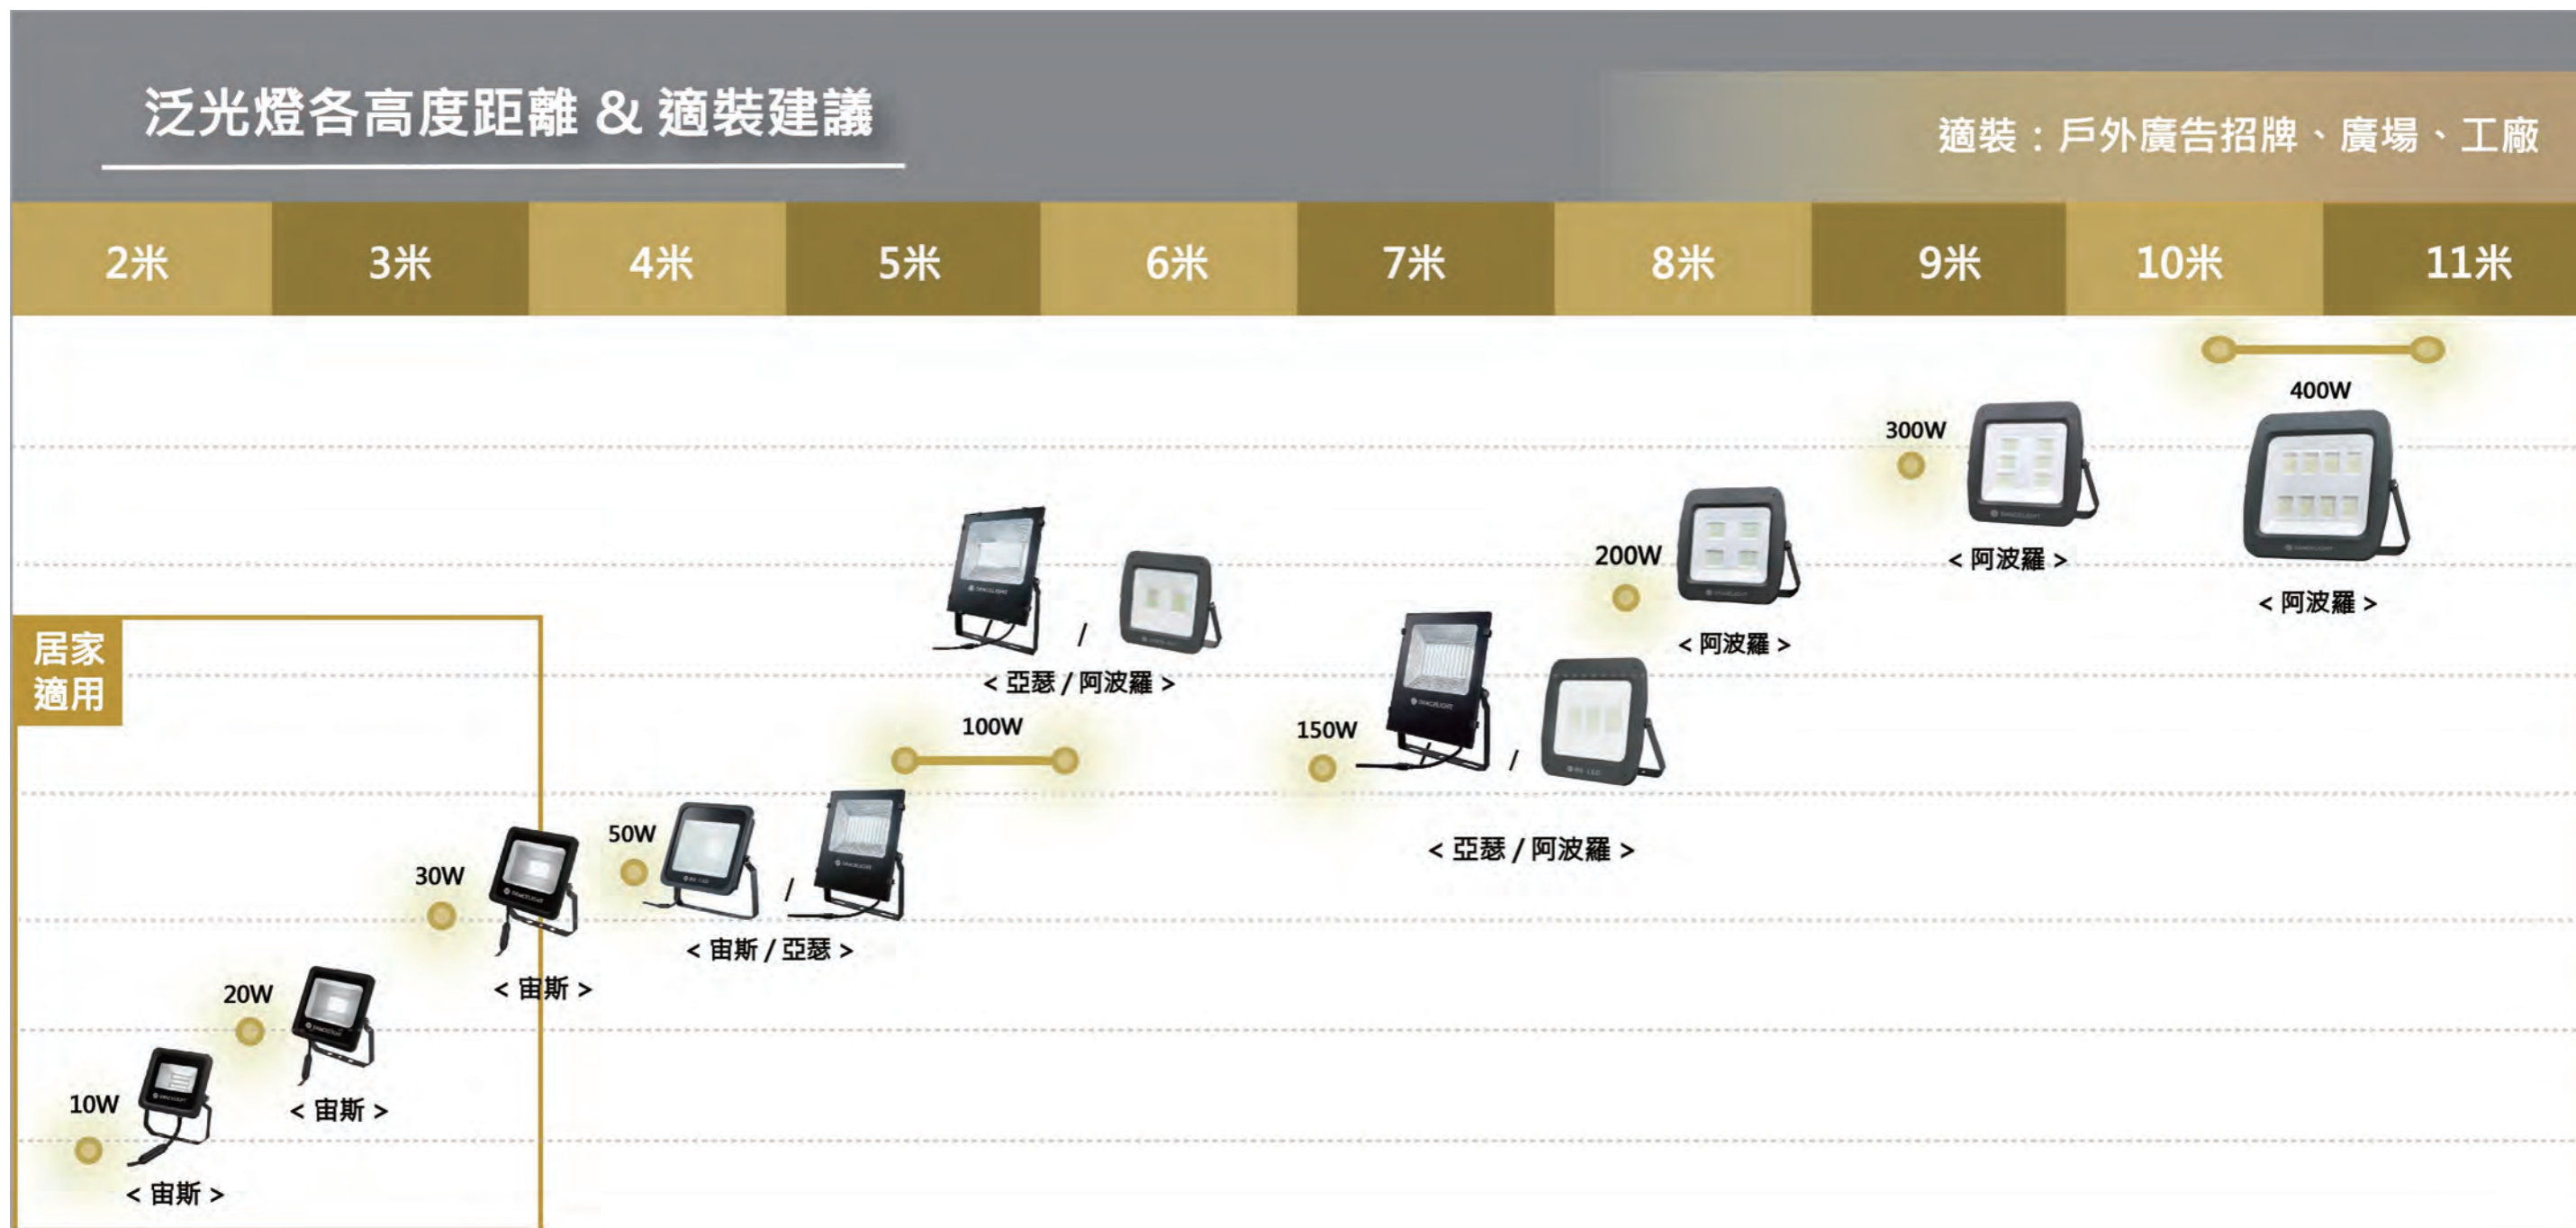 泛光燈各高度距離 & 適裝建議
適裝：戶外廣告招牌、廣場、工廠
2米 3米 4米 5米 6米 7米 8米 9米 10米 11米
400W
300W
< 阿波羅 >
< 阿波羅 >
200W
< 阿波羅 >
/
< 亞瑟 / 阿波羅 >
100W
150W
/
< 亞瑟 / 阿波羅 >
居家
適用
50W
/
< 宙斯 / 亞瑟 >
30W
< 宙斯 >
20W
< 宙斯 >
10W
< 宙斯 >